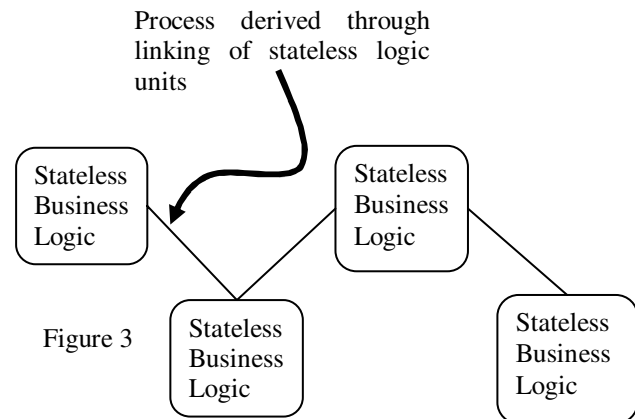 Process derived through
linking of stateless logic
units
Stateless
Business
Logic
Stateless
Business
Logic
Figure 3
Stateless
Business
Logic
Stateless
Business
Logic